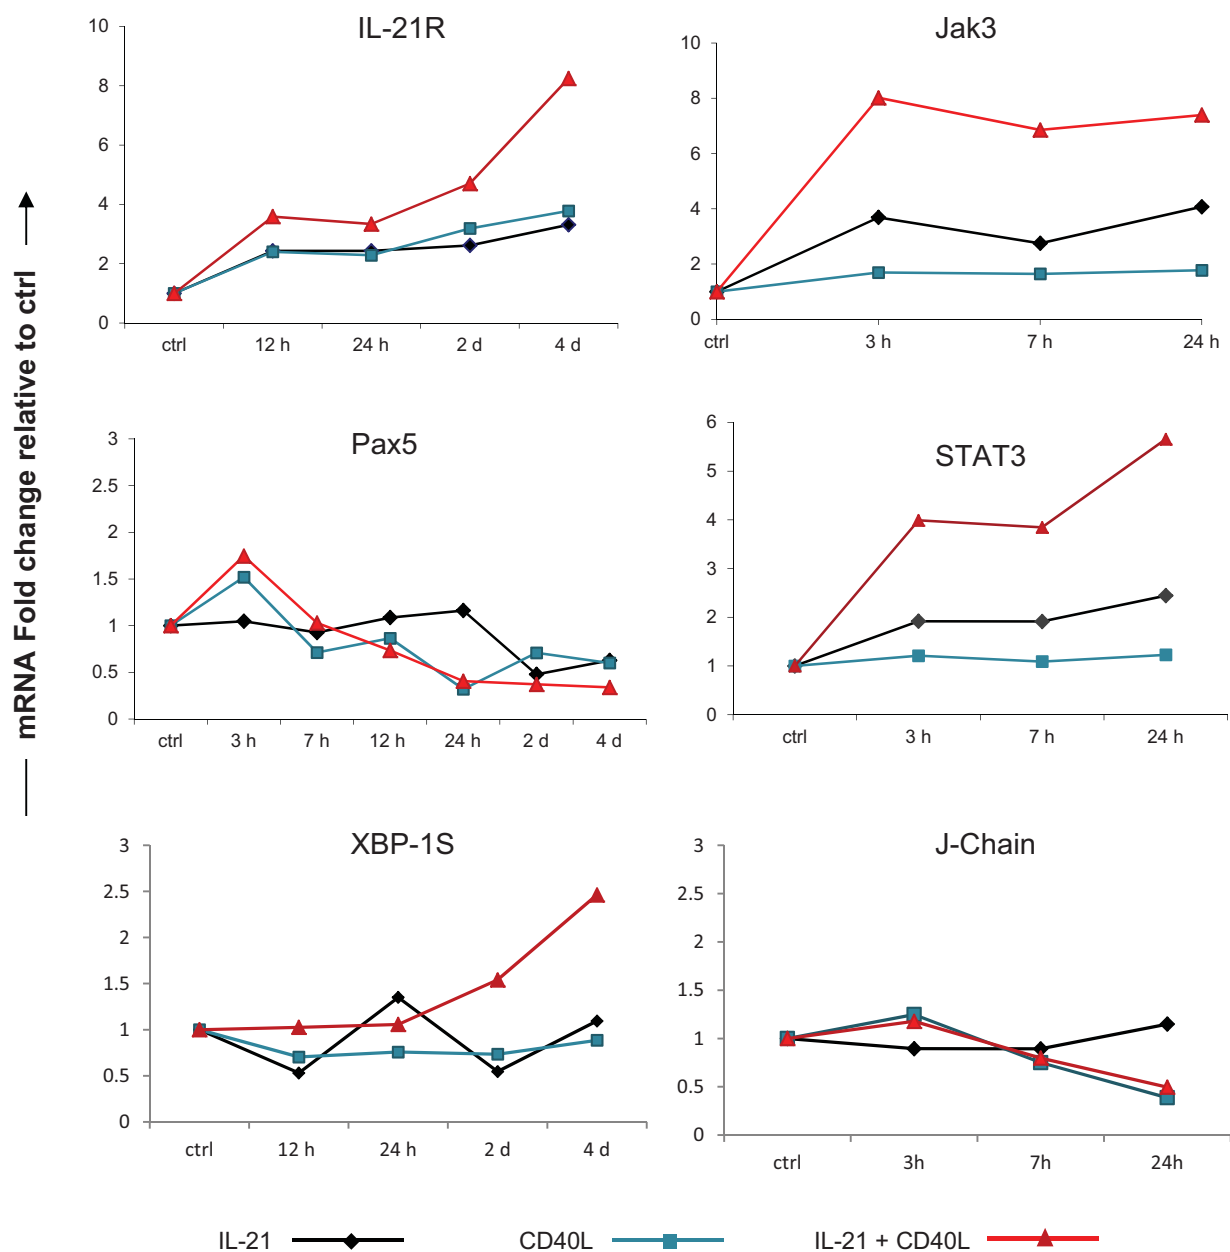 mRNA Fold change relative to ctrl
IL-21R
10
8
6
4
2
0
ctrl 12 h 24 h 2 d 4 d
Jak3
10
8
6
4
2
0
ctrl 3 h 7 h 24 h
Pax5
3
2.5
2
1.5
1
0.5
0
ctrl 3 h 7 h 12 h 24 h 2 d 4 d
STAT3
6
5
4
3
2
1
0
ctrl 3 h 7 h 24 h
XBP-1S
3
2.5
2
1.5
1
0.5
0
ctrl 12 h 24 h 2 d 4 d
J-Chain
3
2.5
2
1.5
1
0.5
0
ctrl 3h 7h 24h
IL-21 CD40L IL-21 + CD40L